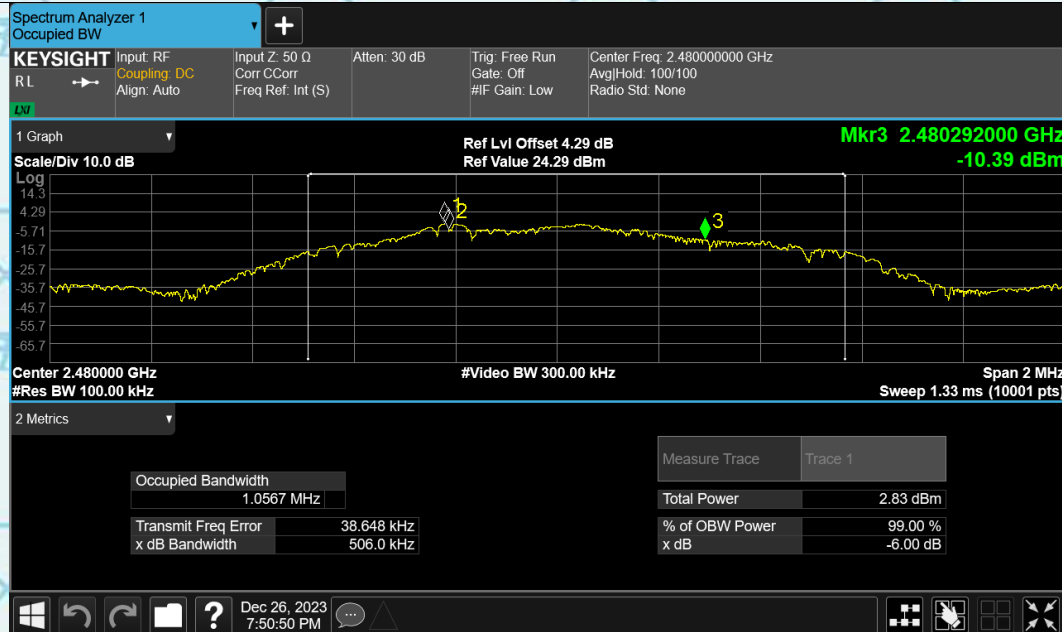 Spectrum Analyzer 1
Occupied BW
+
KEYSIGHT Input: RF
Coupling: DC
Align: Auto
RL
LXI
Input Z: 50 Ω
Corr CCorr
Freq Ref: Int (S)
Atten: 30 dB
Trig: Free Run
Gate: Off
#IF Gain: Low
Center Freq: 2.480000000 GHz
Avg|Hold: 100/100
Radio Std: None
1 Graph
Scale/Div 10.0 dB
Ref Lvl Offset 4.29 dB
Ref Value 24.29 dBm
Mkr3 2.480292000 GHz
-10.39 dBm
Log
14.3
4.29
-5.71
-15.7
-25.7
-35.7
-45.7
-55.7
-65.7
1
2
3
Center 2.480000 GHz
#Video BW 300.00 kHz
Span 2 MHz
#Res BW 100.00 kHz
Sweep 1.33 ms (10001 pts)
2 Metrics
Occupied Bandwidth
1.0567 MHz
Transmit Freq Error 38.648 kHz
x dB Bandwidth 506.0 kHz
Measure Trace Trace 1
Total Power 2.83 dBm
% of OBW Power 99.00 %
x dB -6.00 dB
?
Dec 26, 2023
7:50:50 PM